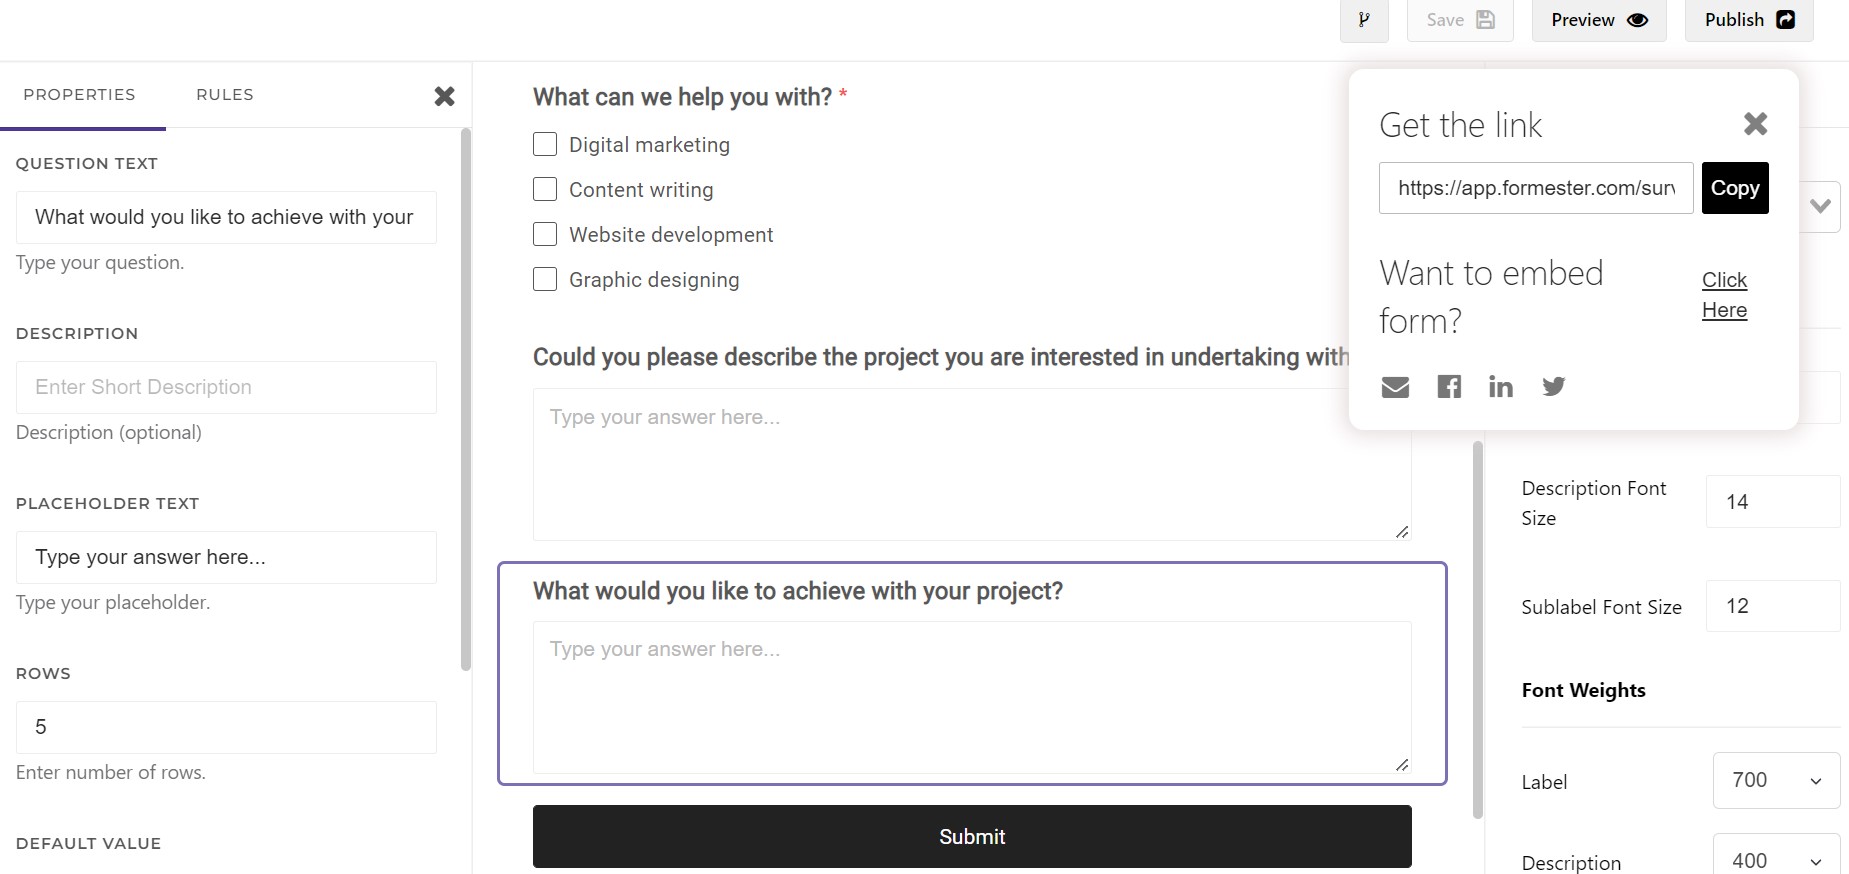 Save
Preview
Publish
PROPERTIES
RULES
QUESTION TEXT
What would you like to achieve with your
Type your question.
DESCRIPTION
Enter Short Description
Description (optional)
PLACEHOLDER TEXT
Type your answer here...
Type your placeholder.
ROWS
5
Enter number of rows.
DEFAULT VALUE
What can we help you with? *
Digital marketing
Content writing
Website development
Graphic designing
Could you please describe the project you are interested in undertaking with
Type your answer here...
What would you like to achieve with your project?
Type your answer here...
Submit
Get the link
https://app.formester.com/surv
Copy
Want to embed
form?
Click
Here
Description Font
Size
14
Sublabel Font Size
12
Font Weights
Label
700
Description
400